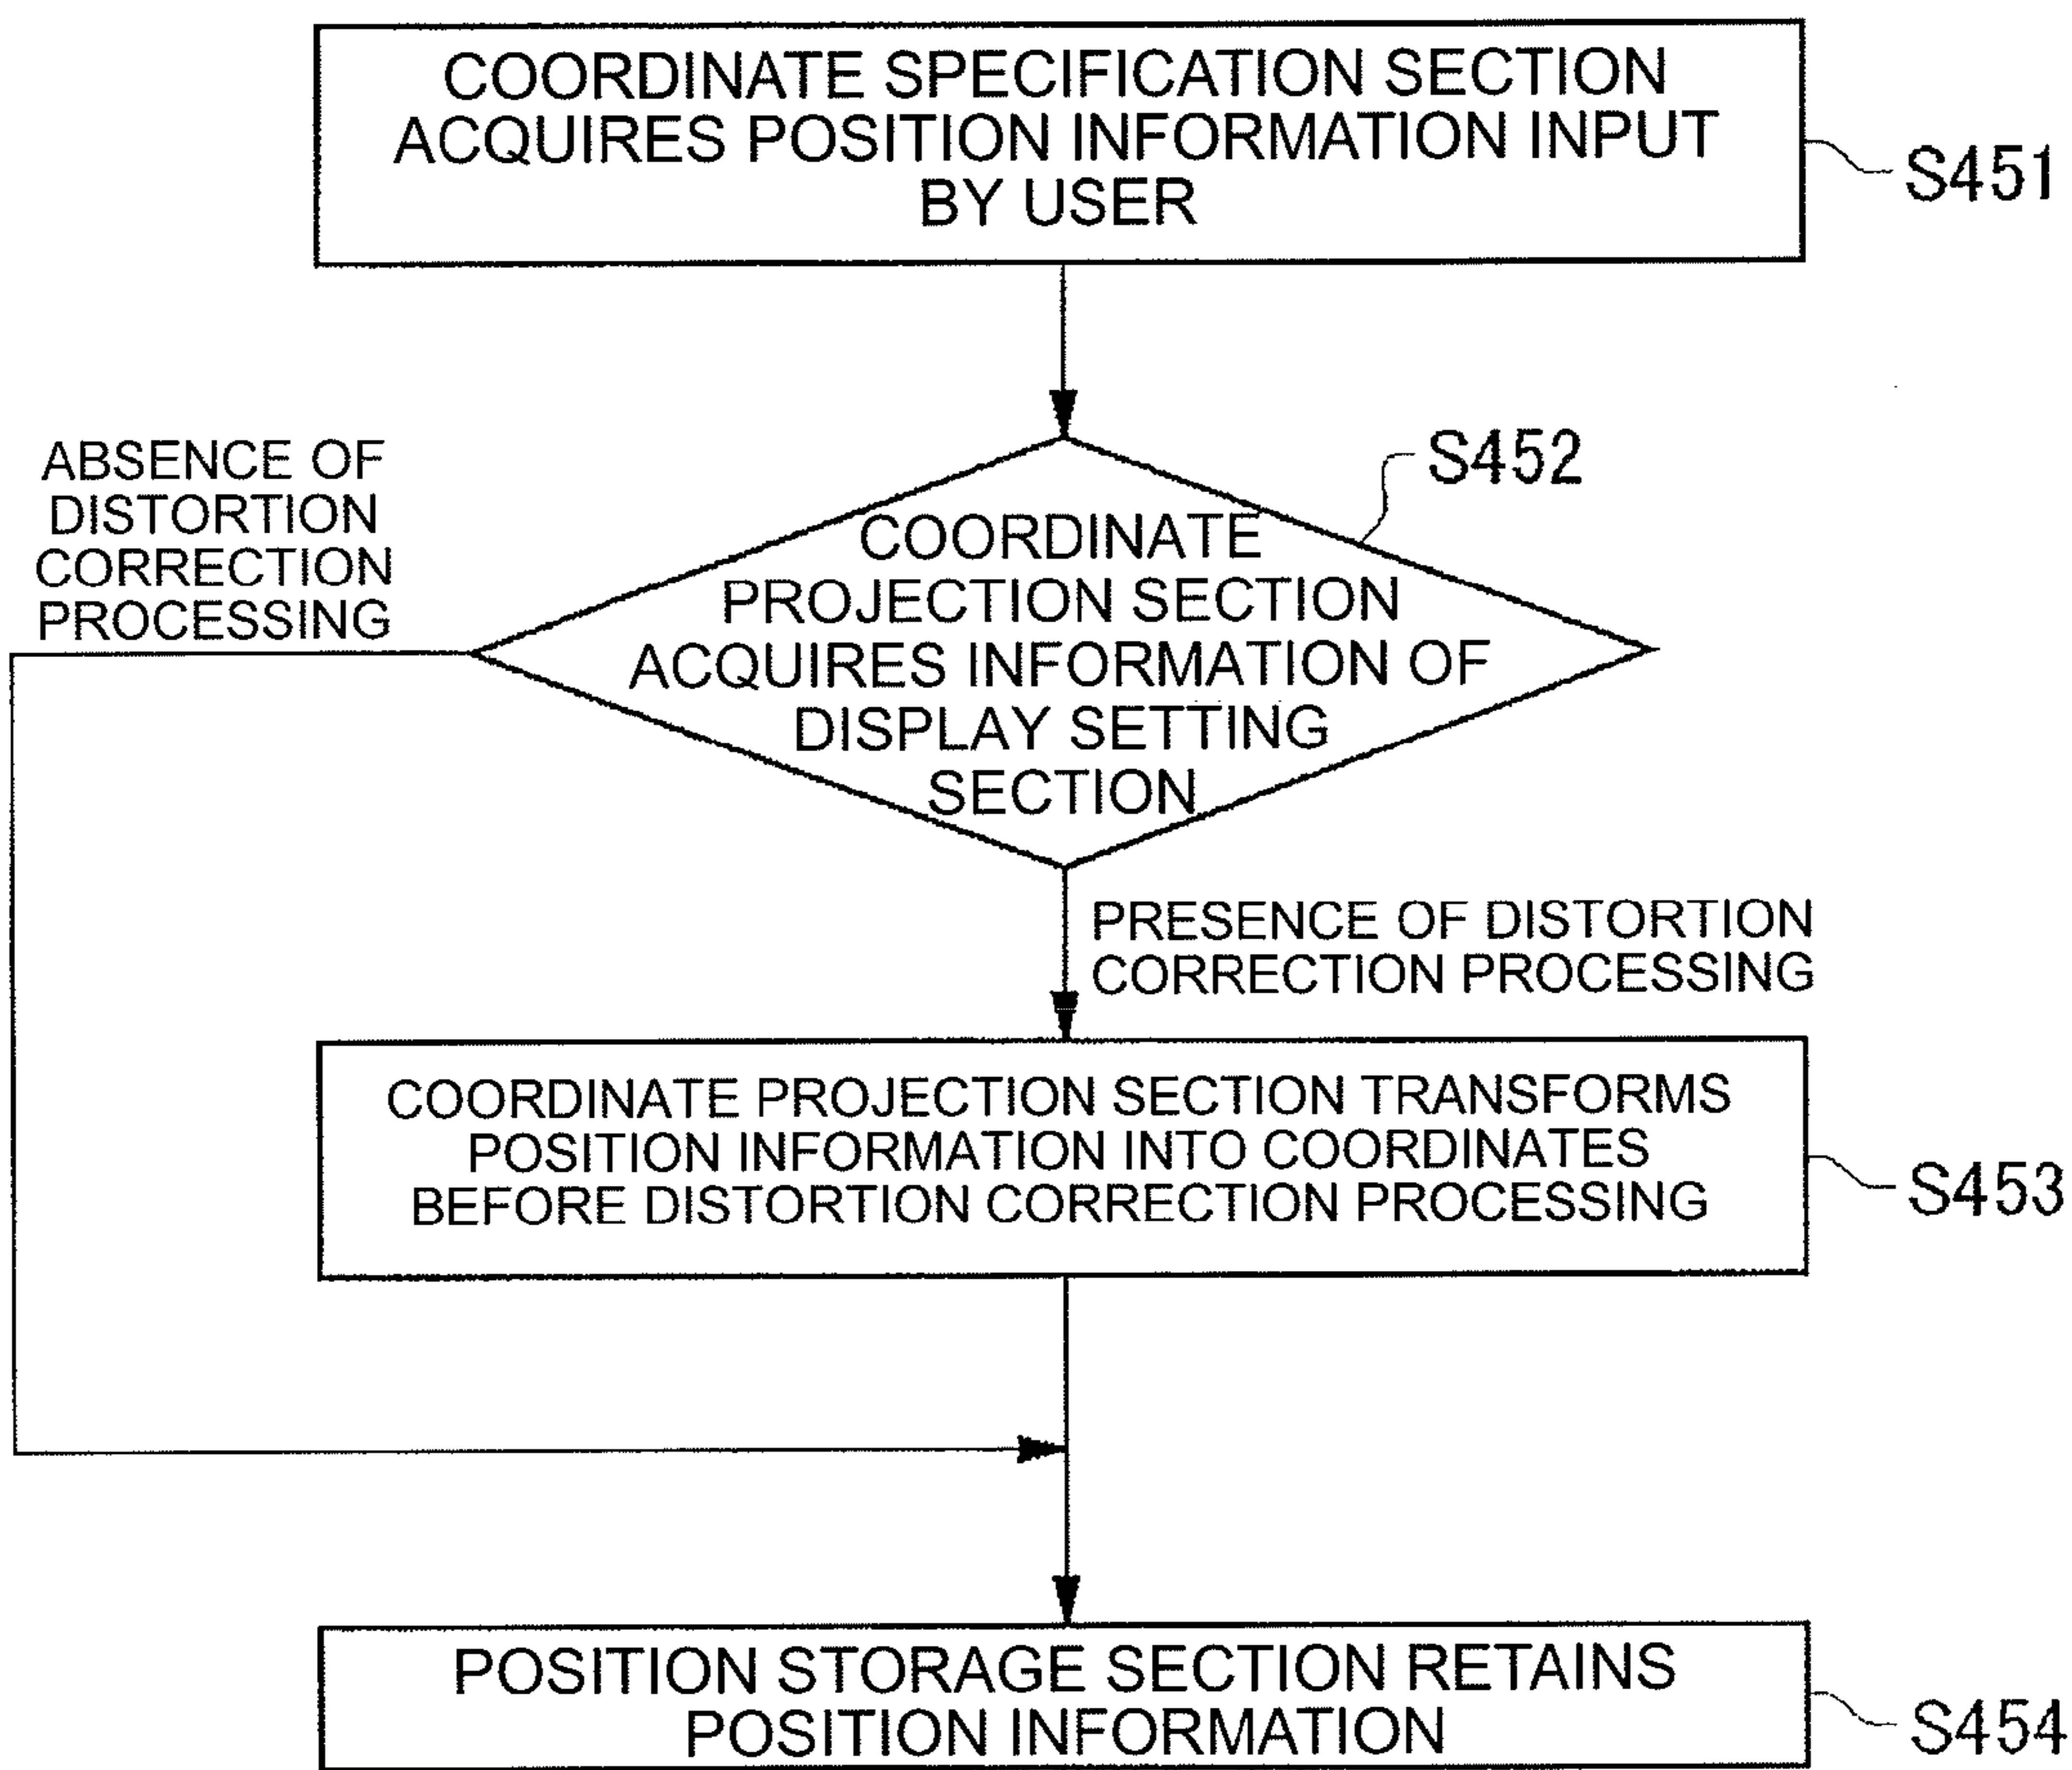 COORDINATE SPECIFICATION SECTION
ACQUIRES POSITION INFORMATION INPUT
BY USER
S451
ABSENCE OF
DISTORTION
CORRECTION
PROCESSING
S452
COORDINATE
PROJECTION SECTION
ACQUIRES INFORMATION OF
DISPLAY SETTING
SECTION
PRESENCE OF DISTORTION
CORRECTION PROCESSING
COORDINATE PROJECTION SECTION TRANSFORMS
POSITION INFORMATION INTO COORDINATES
BEFORE DISTORTION CORRECTION PROCESSING
S453
POSITION STORAGE SECTION RETAINS
POSITION INFORMATION
S454